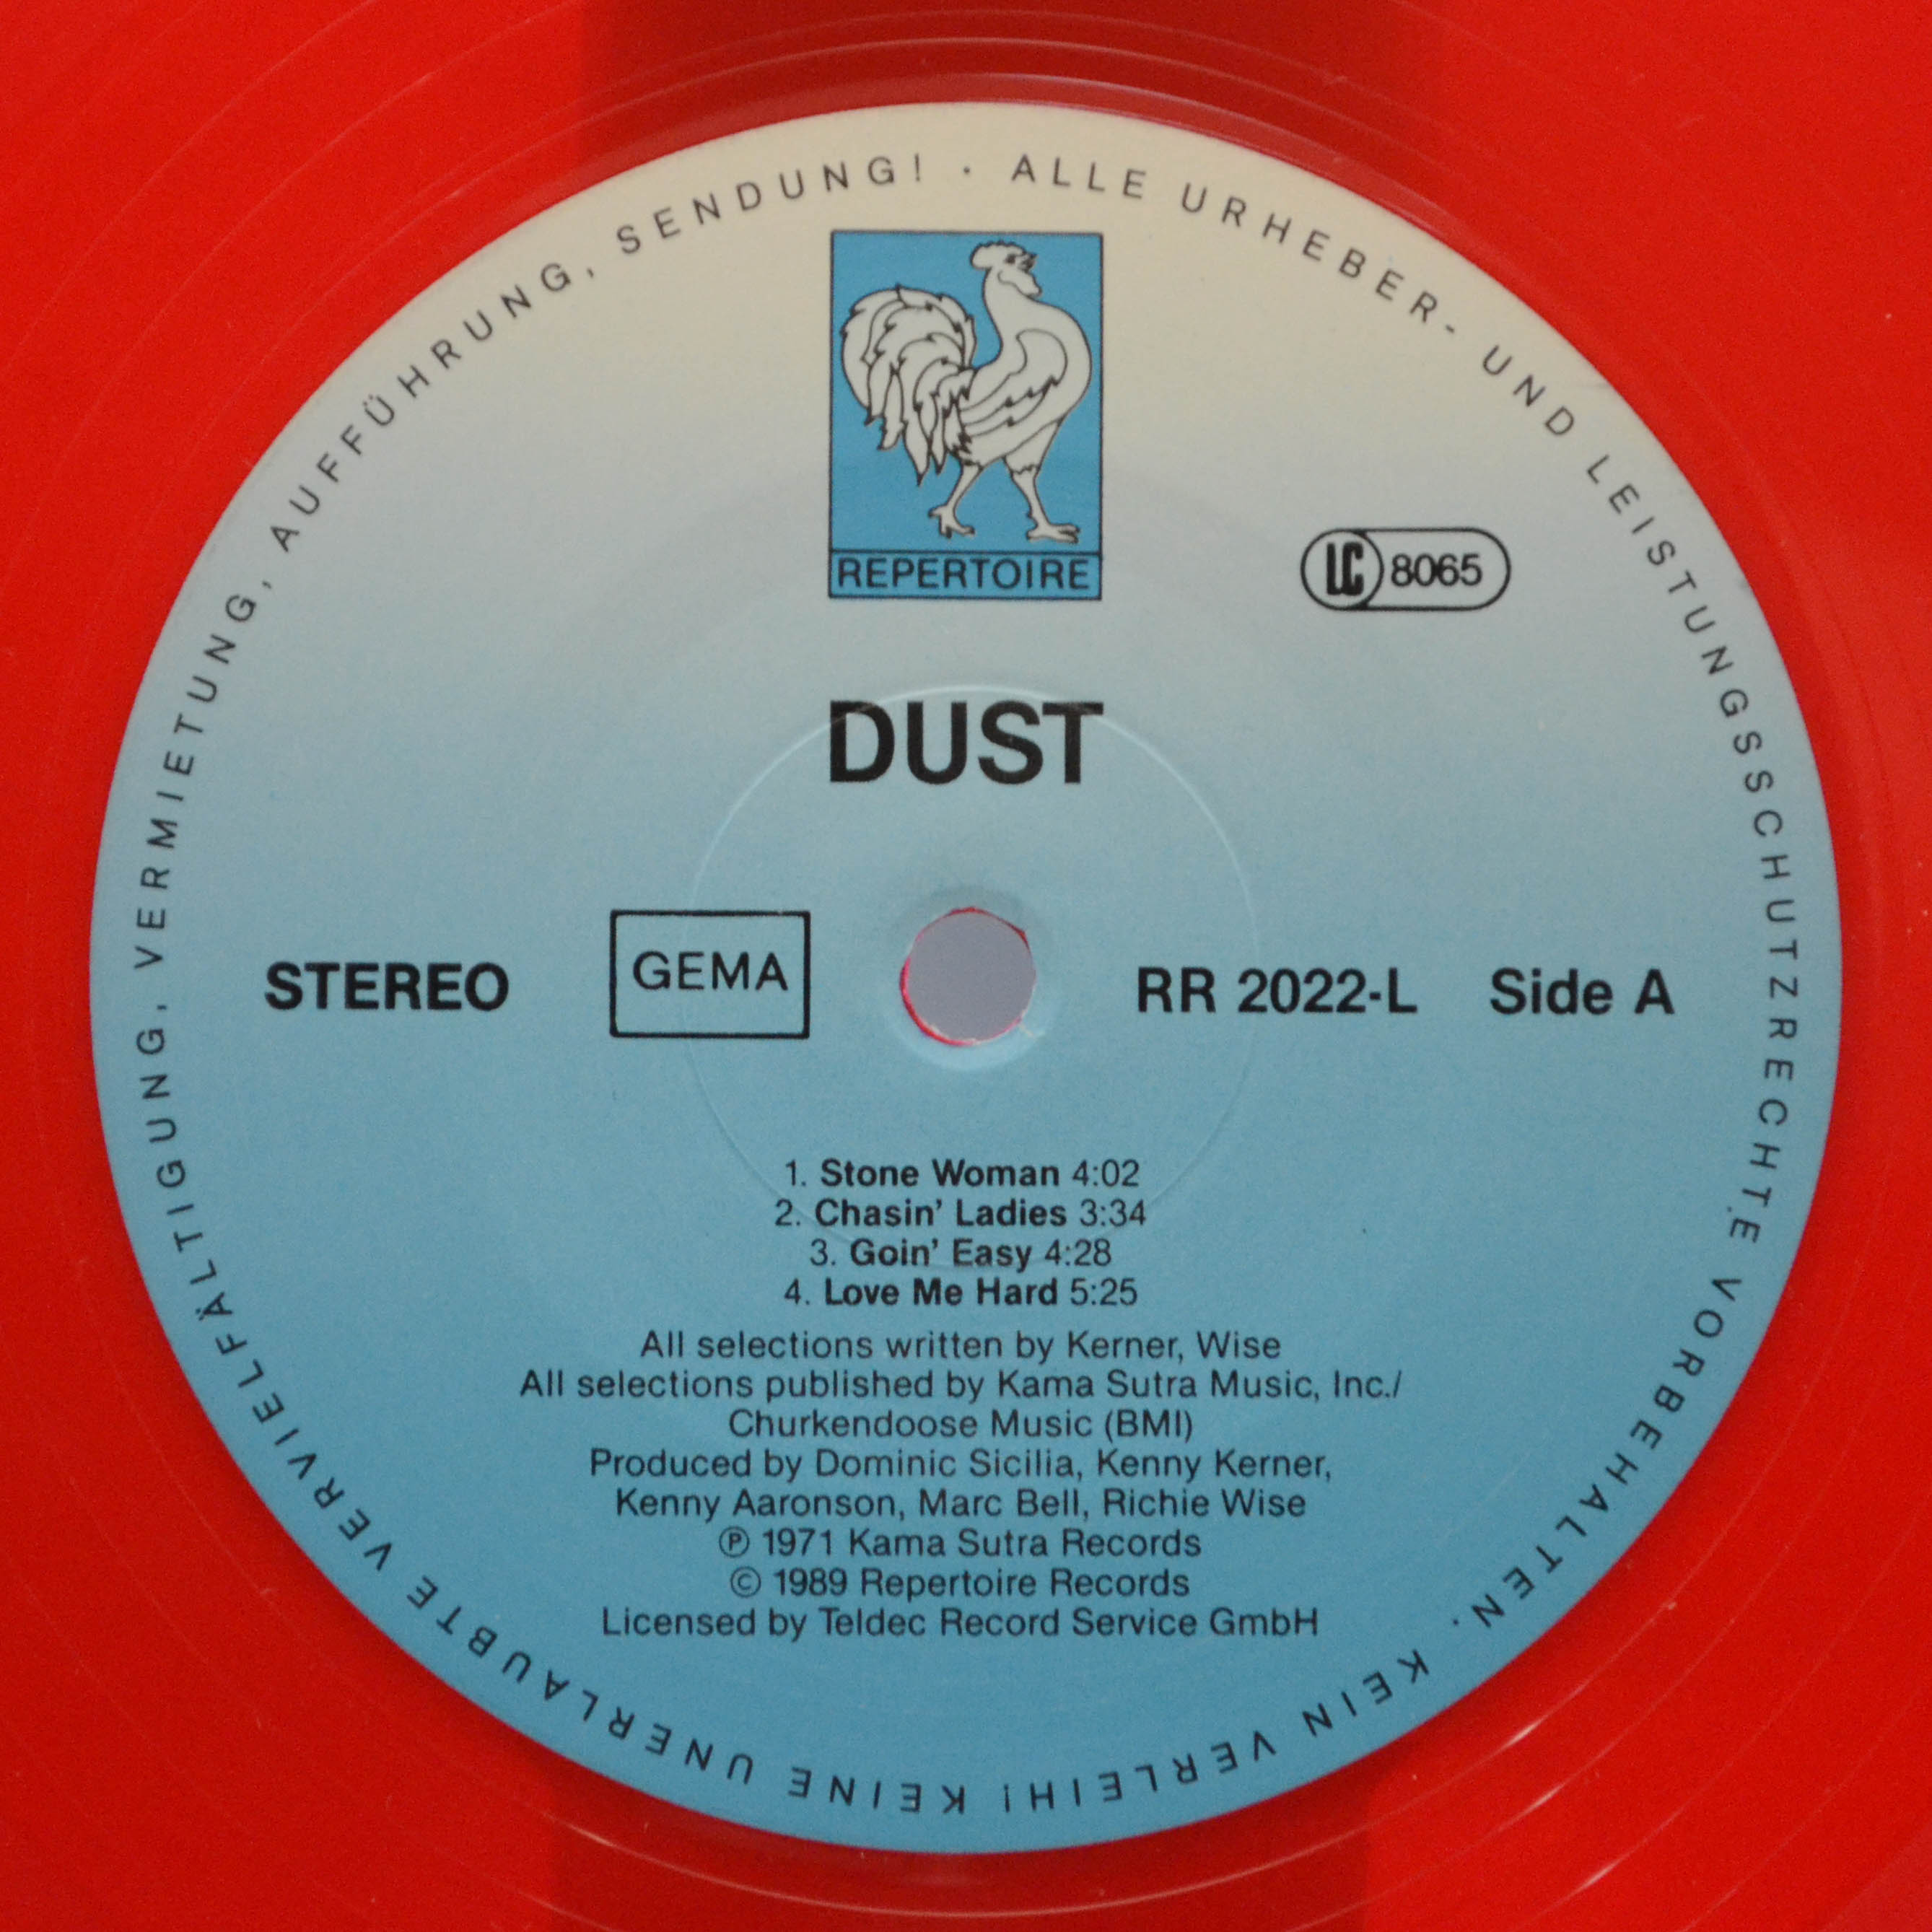 ALLE URHEBER- UND LEISTUNGSSCHUTZRECHTE VORBEHALTEN. KEIN VERLEIH! KEINE UNERLAUBTE VERVIELFÄLTIGUNG, VERMIETUNG, AUFFÜHRUNG, SENDUNG! ·
REPERTOIRE
LC 8065
DUST
STEREO GEMA RR 2022-L Side A
1. Stone Woman 4:02
2. Chasin' Ladies 3:34
3. Goin' Easy 4:28
4. Love Me Hard 5:25
All selections written by Kerner, Wise
All selections published by Kama Sutra Music, Inc./
Churkendoose Music (BMI)
Produced by Dominic Sicilia, Kenny Kerner,
Kenny Aaronson, Marc Bell, Richie Wise
℗ 1971 Kama Sutra Records
© 1989 Repertoire Records
Licensed by Teldec Record Service GmbH